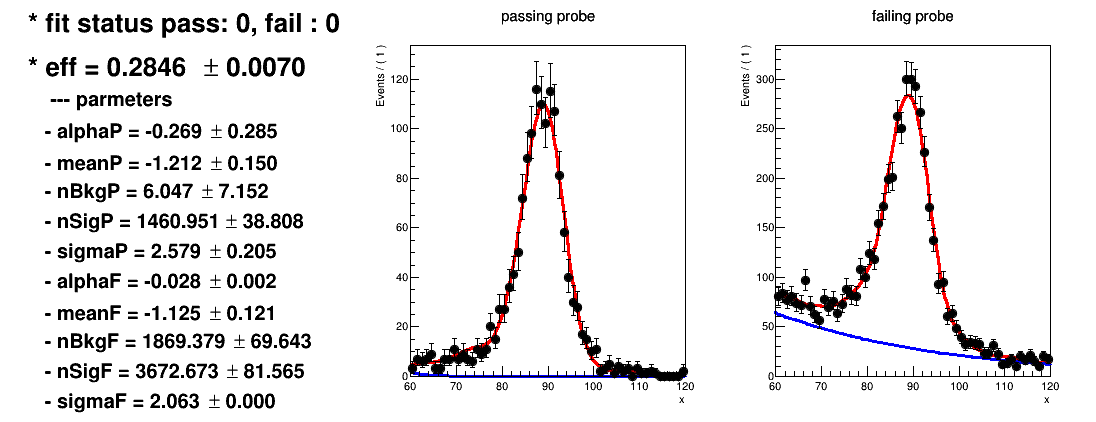 * fit status pass: 0, fail : 0
* eff = 0.2846 ± 0.0070
--- parmeters
- alphaP = -0.269 ± 0.285
- meanP = -1.212 ± 0.150
- nBkgP = 6.047 ± 7.152
- nSigP = 1460.951 ± 38.808
- sigmaP = 2.579 ± 0.205
- alphaF = -0.028 ± 0.002
- meanF = -1.125 ± 0.121
- nBkgF = 1869.379 ± 69.643
- nSigF = 3672.673 ± 81.565
- sigmaF = 2.063 ± 0.000
passing probe
Events / ( 1 )
120
100
80
60
40
20
0
60 70 80 90 100 110 120
x
failing probe
Events / ( 1 )
300
250
200
150
100
50
0
60 70 80 90 100 110 120
x